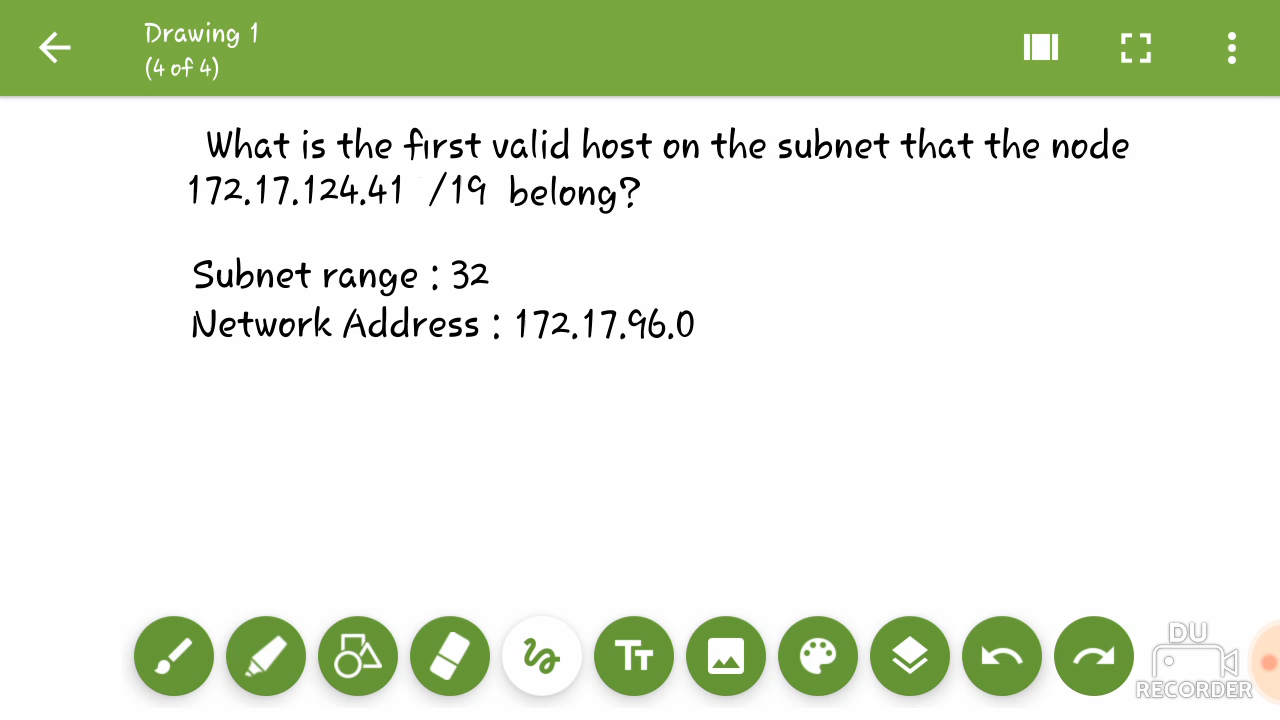 Drawing 1
(4 of 4)
What is the first valid host on the subnet that the node
172.17.124.41 /19 belong?
Subnet range : 32
Network Address : 172.17.96.0
TT
DU
RECORDER